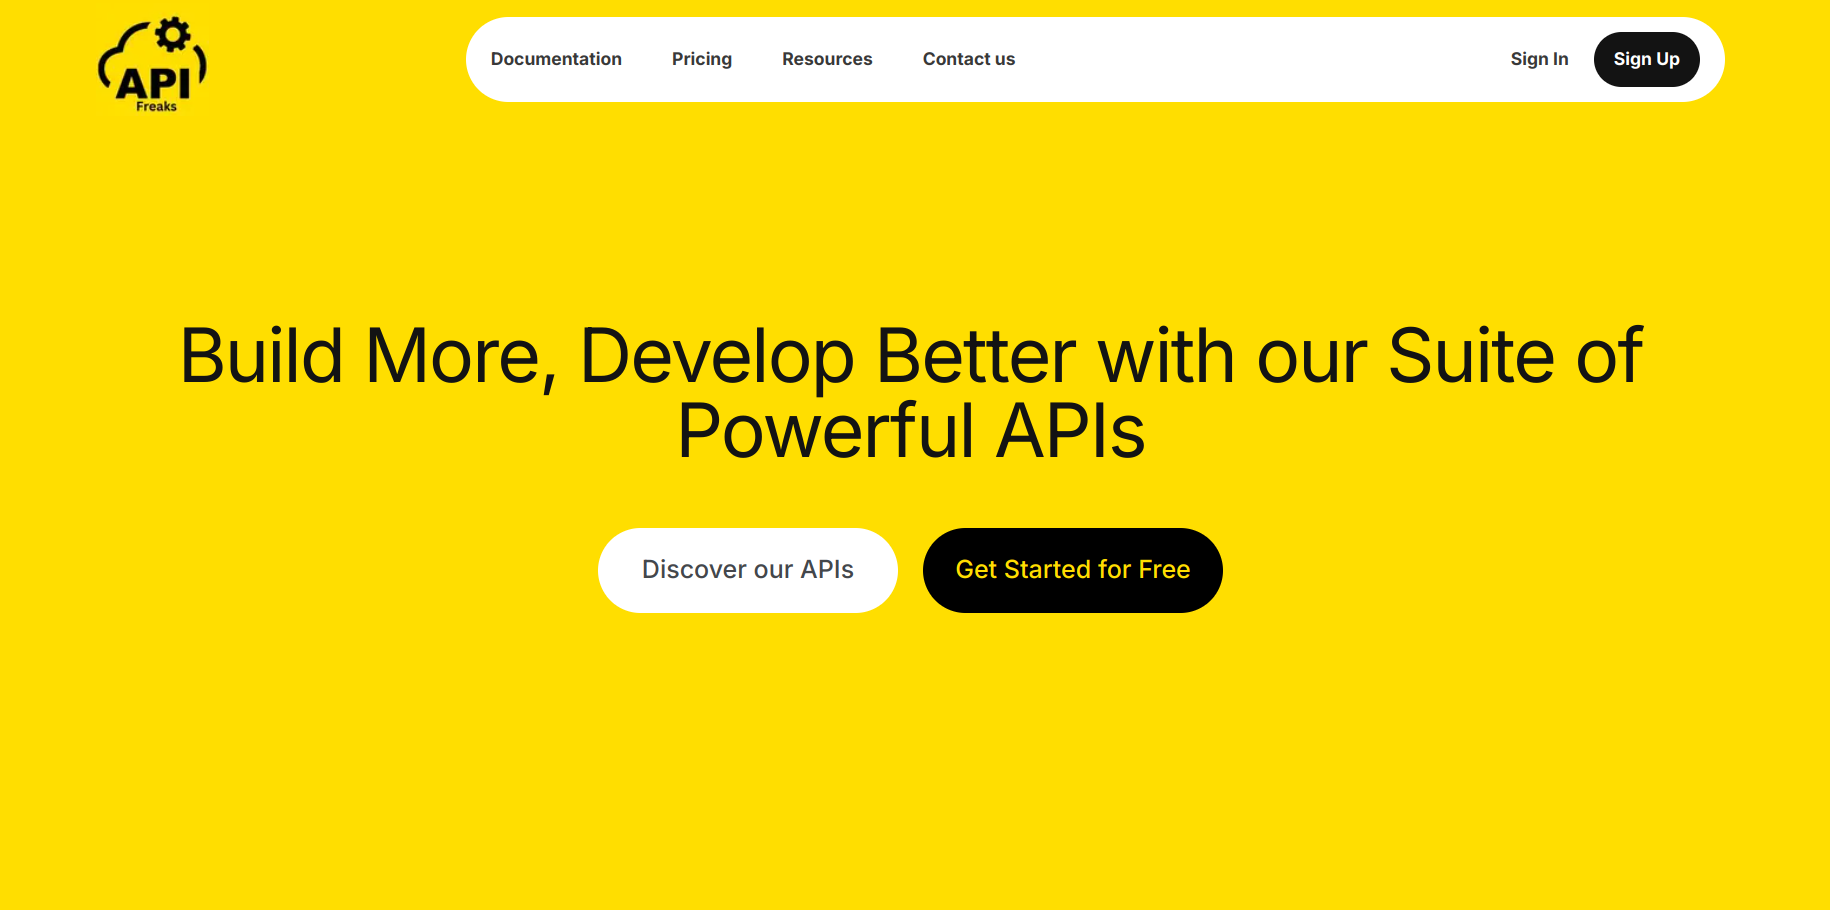 API
Freaks
Documentation Pricing Resources Contact us Sign In Sign Up
Build More, Develop Better with our Suite of
Powerful APIs
Discover our APIs Get Started for Free